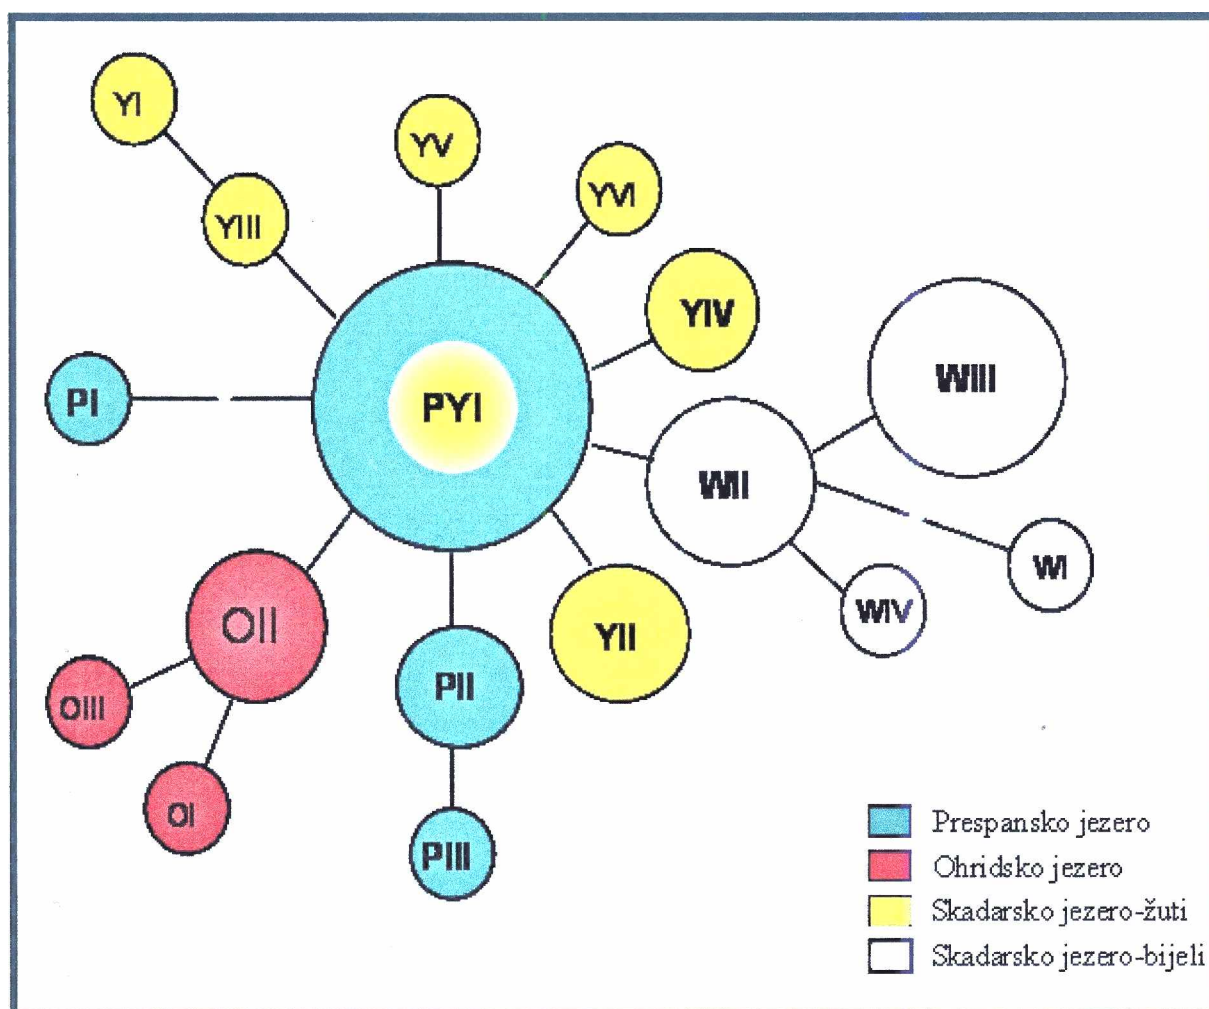 YI
YV
YVI
YIII
YIV
WIII
PI
PYI
WII
WI
WIV
OII
YII
PII
OIII
OI
PIII
Prespansko jezero
Ohridsko jezero
Skadarsko jezero-žuti
Skadarsko jezero-bijeli